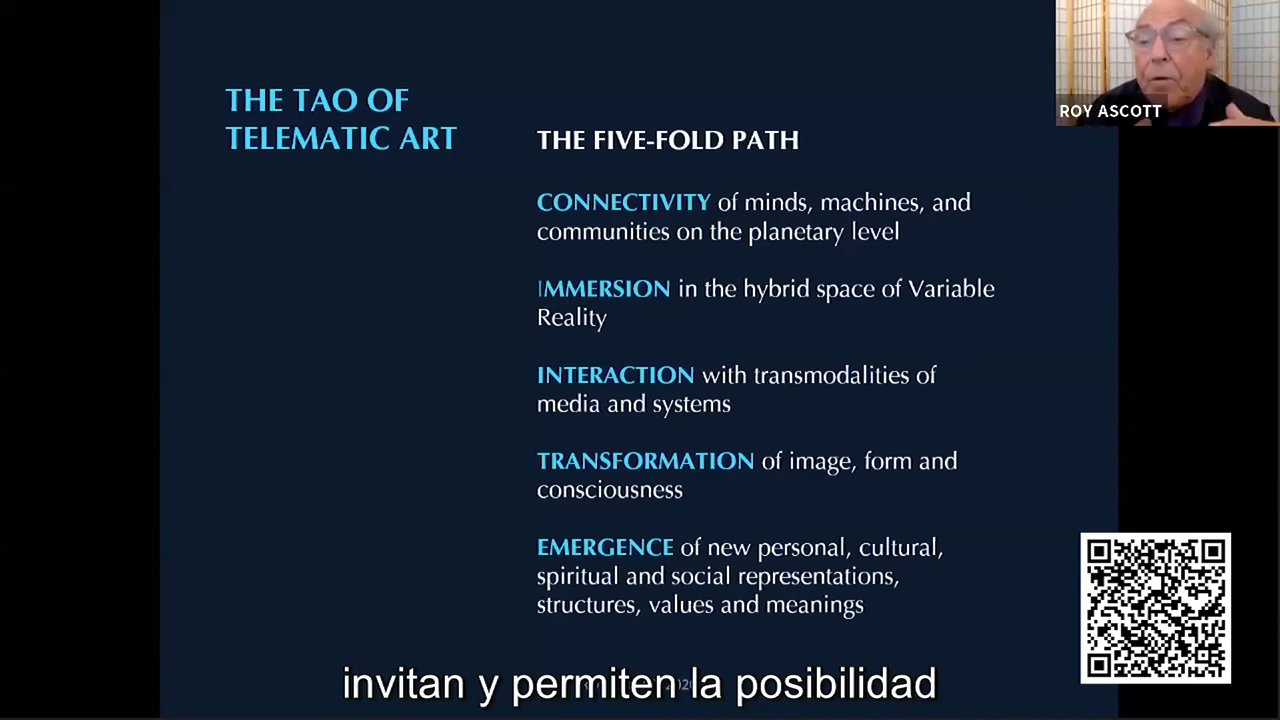 THE TAO OF
TELEMATIC ART
THE FIVE-FOLD PATH
CONNECTIVITY of minds, machines, and
communities on the planetary level
IMMERSION in the hybrid space of Variable
Reality
INTERACTION with transmodalities of
media and systems
TRANSFORMATION of image, form and
consciousness
EMERGENCE of new personal, cultural,
spiritual and social representations,
structures, values and meanings
ROY ASCOTT
invitan y permiten la posibilidad